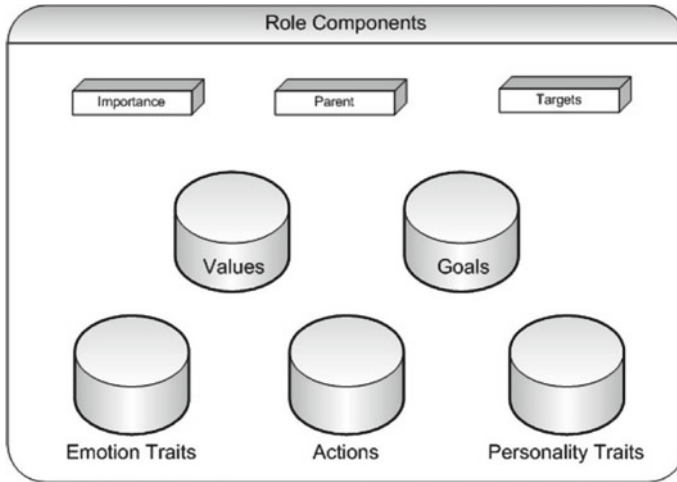 Role Components
Importance
Parent
Targets
Values
Goals
Emotion Traits
Actions
Personality Traits